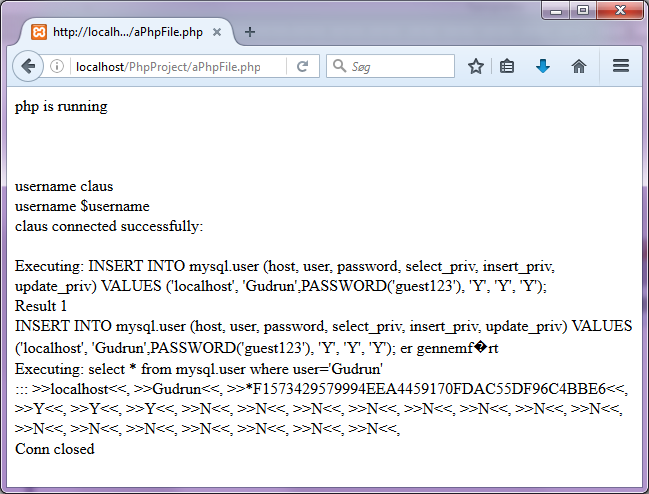 http://localh.../aPhpFile.php
localhost/PhpProject/aPhpFile.php
Søg
php is running
username claus
username $username
claus connected successfully:
Executing: INSERT INTO mysql.user (host, user, password, select_priv, insert_priv,
update_priv) VALUES ('localhost', 'Gudrun',PASSWORD('guest123'), 'Y', 'Y', 'Y');
Result 1
INSERT INTO mysql.user (host, user, password, select_priv, insert_priv, update_priv) VALUES
('localhost', 'Gudrun',PASSWORD('guest123'), 'Y', 'Y', 'Y'); er gennemf�rt
Executing: select * from mysql.user where user='Gudrun'
::: >>localhost<<, >>Gudrun<<, >>*F1573429579994EEA4459170FDAC55DF96C4BBE6<<,
>>Y<<, >>Y<<, >>Y<<, >>N<<, >>N<<, >>N<<, >>N<<, >>N<<, >>N<<, >>N<<, >>N<<,
>>N<<, >>N<<, >>N<<, >>N<<, >>N<<, >>N<<, >>N<<,
Conn closed